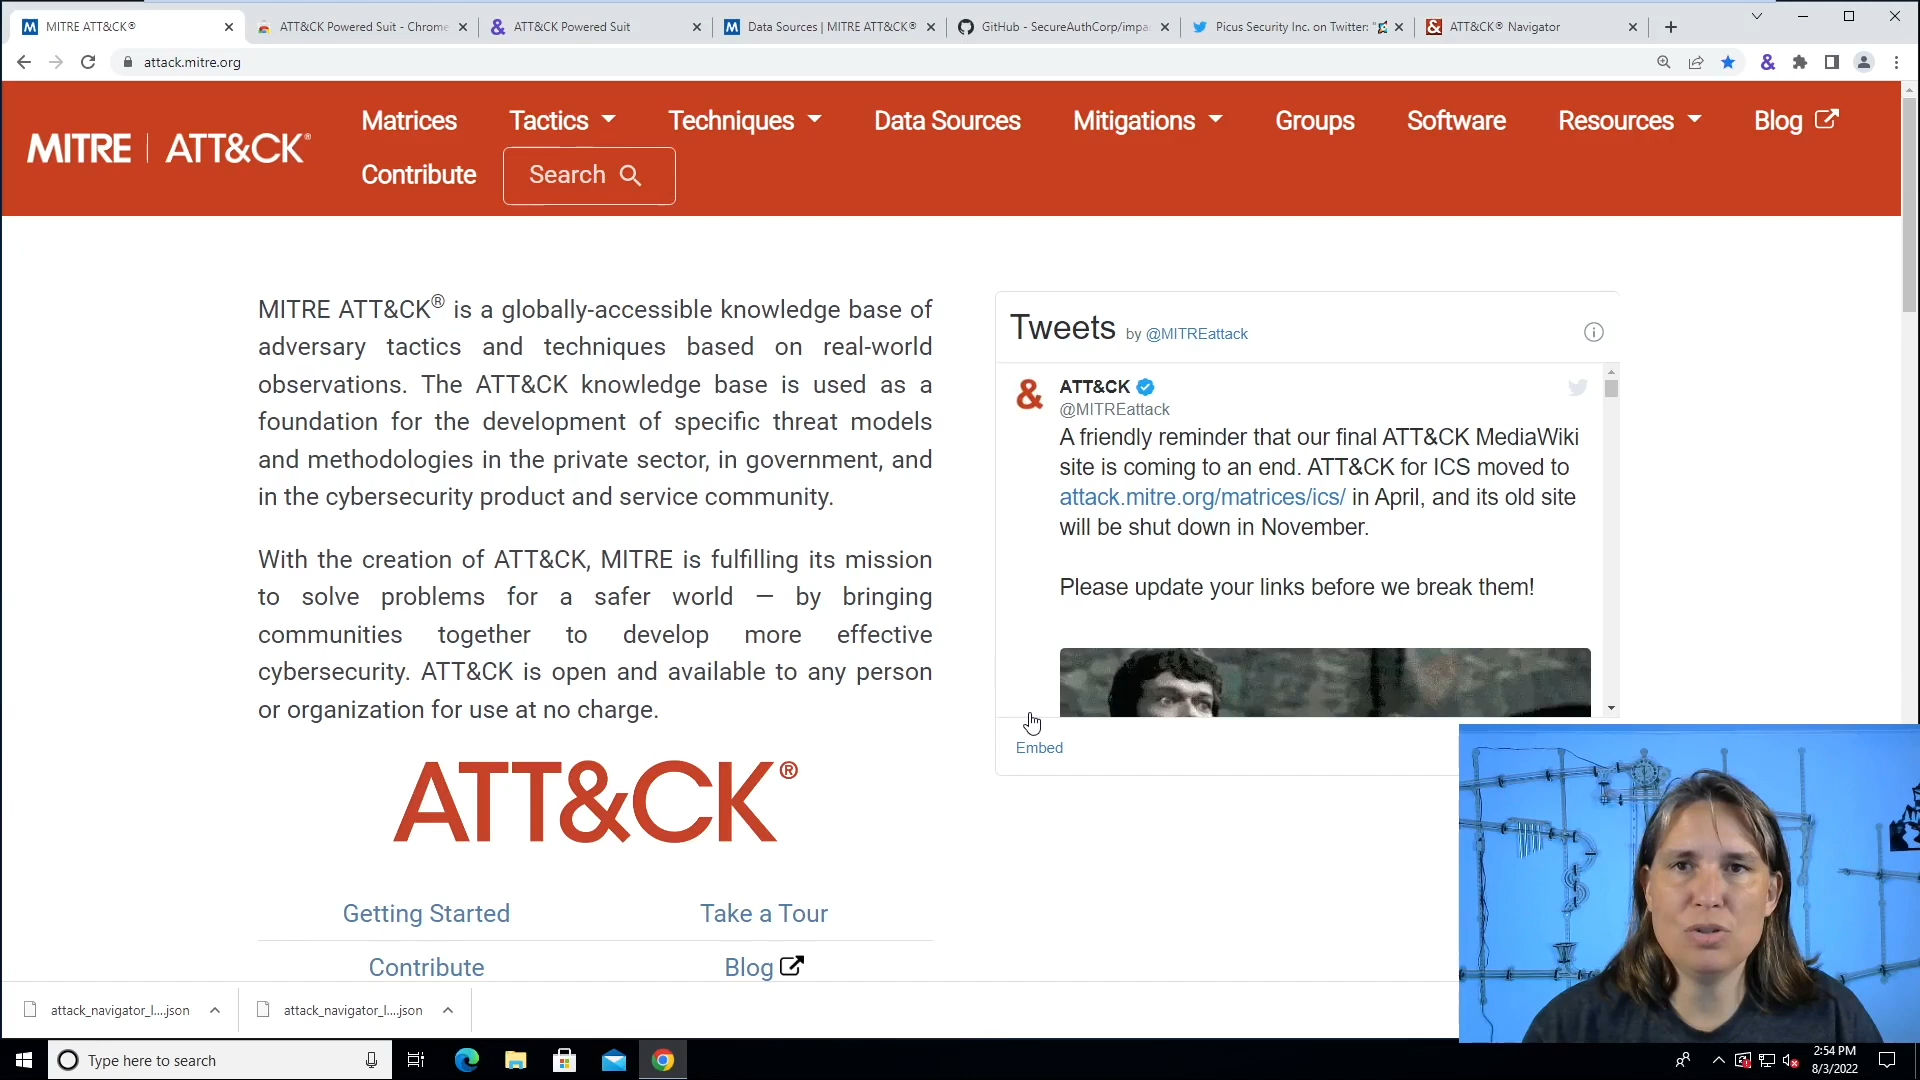 MITRE ATT&CK®
ATT&CK Powered Suit - Chrome
ATT&CK Powered Suit
Data Sources | MITRE ATT&CK®
GitHub - SecureAuthCorp/impa
Picus Security Inc. on Twitter: "
ATT&CK® Navigator
attack.mitre.org
MITRE | ATT&CK®
Matrices
Tactics
Techniques
Data Sources
Mitigations
Groups
Software
Resources
Blog
Contribute
Search
MITRE ATT&CK® is a globally-accessible knowledge base of
adversary tactics and techniques based on real-world
observations. The ATT&CK knowledge base is used as a
foundation for the development of specific threat models
and methodologies in the private sector, in government, and
in the cybersecurity product and service community.
With the creation of ATT&CK, MITRE is fulfilling its mission
to solve problems for a safer world — by bringing
communities together to develop more effective
cybersecurity. ATT&CK is open and available to any person
or organization for use at no charge.
ATT&CK®
Getting Started
Take a Tour
Contribute
Blog
Tweets by @MITREattack
ATT&CK
@MITREattack
A friendly reminder that our final ATT&CK MediaWiki
site is coming to an end. ATT&CK for ICS moved to
attack.mitre.org/matrices/ics/ in April, and its old site
will be shut down in November.
Please update your links before we break them!
Embed
attack_navigator_l....json
attack_navigator_l....json
Type here to search
2:54 PM
8/3/2022